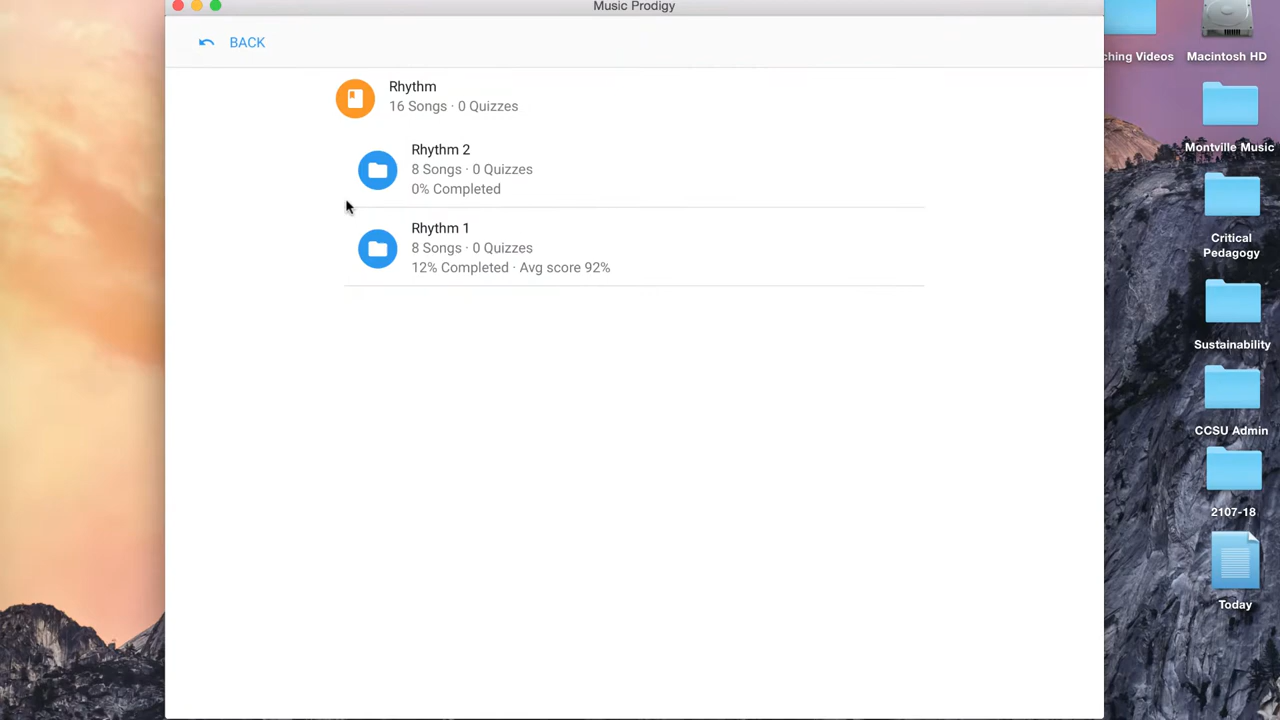 Music Prodigy
BACK
Rhythm
16 Songs · 0 Quizzes
Rhythm 2
8 Songs · 0 Quizzes
0% Completed
Rhythm 1
8 Songs · 0 Quizzes
12% Completed · Avg score 92%
ching Videos
Macintosh HD
Montville Music
Critical
Pedagogy
Sustainability
CCSU Admin
2107-18
Today